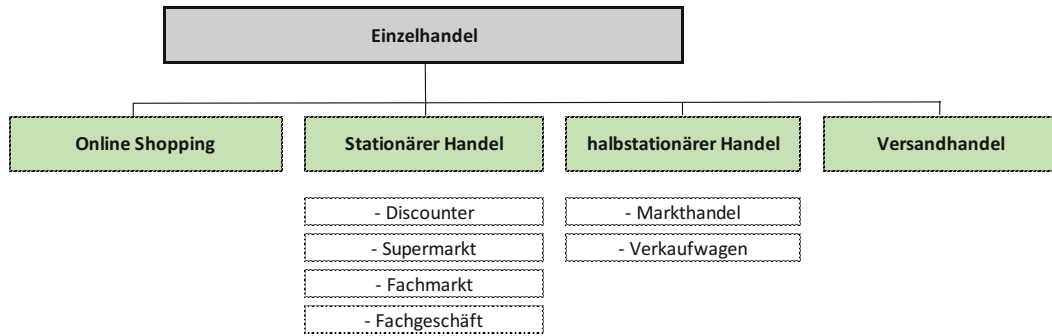 Einzelhandel
Online Shopping
Stationärer Handel
halbstationärer Handel
Versandhandel
- Discounter
- Supermarkt
- Fachmarkt
- Fachgeschäft
- Markthandel
- Verkaufwagen